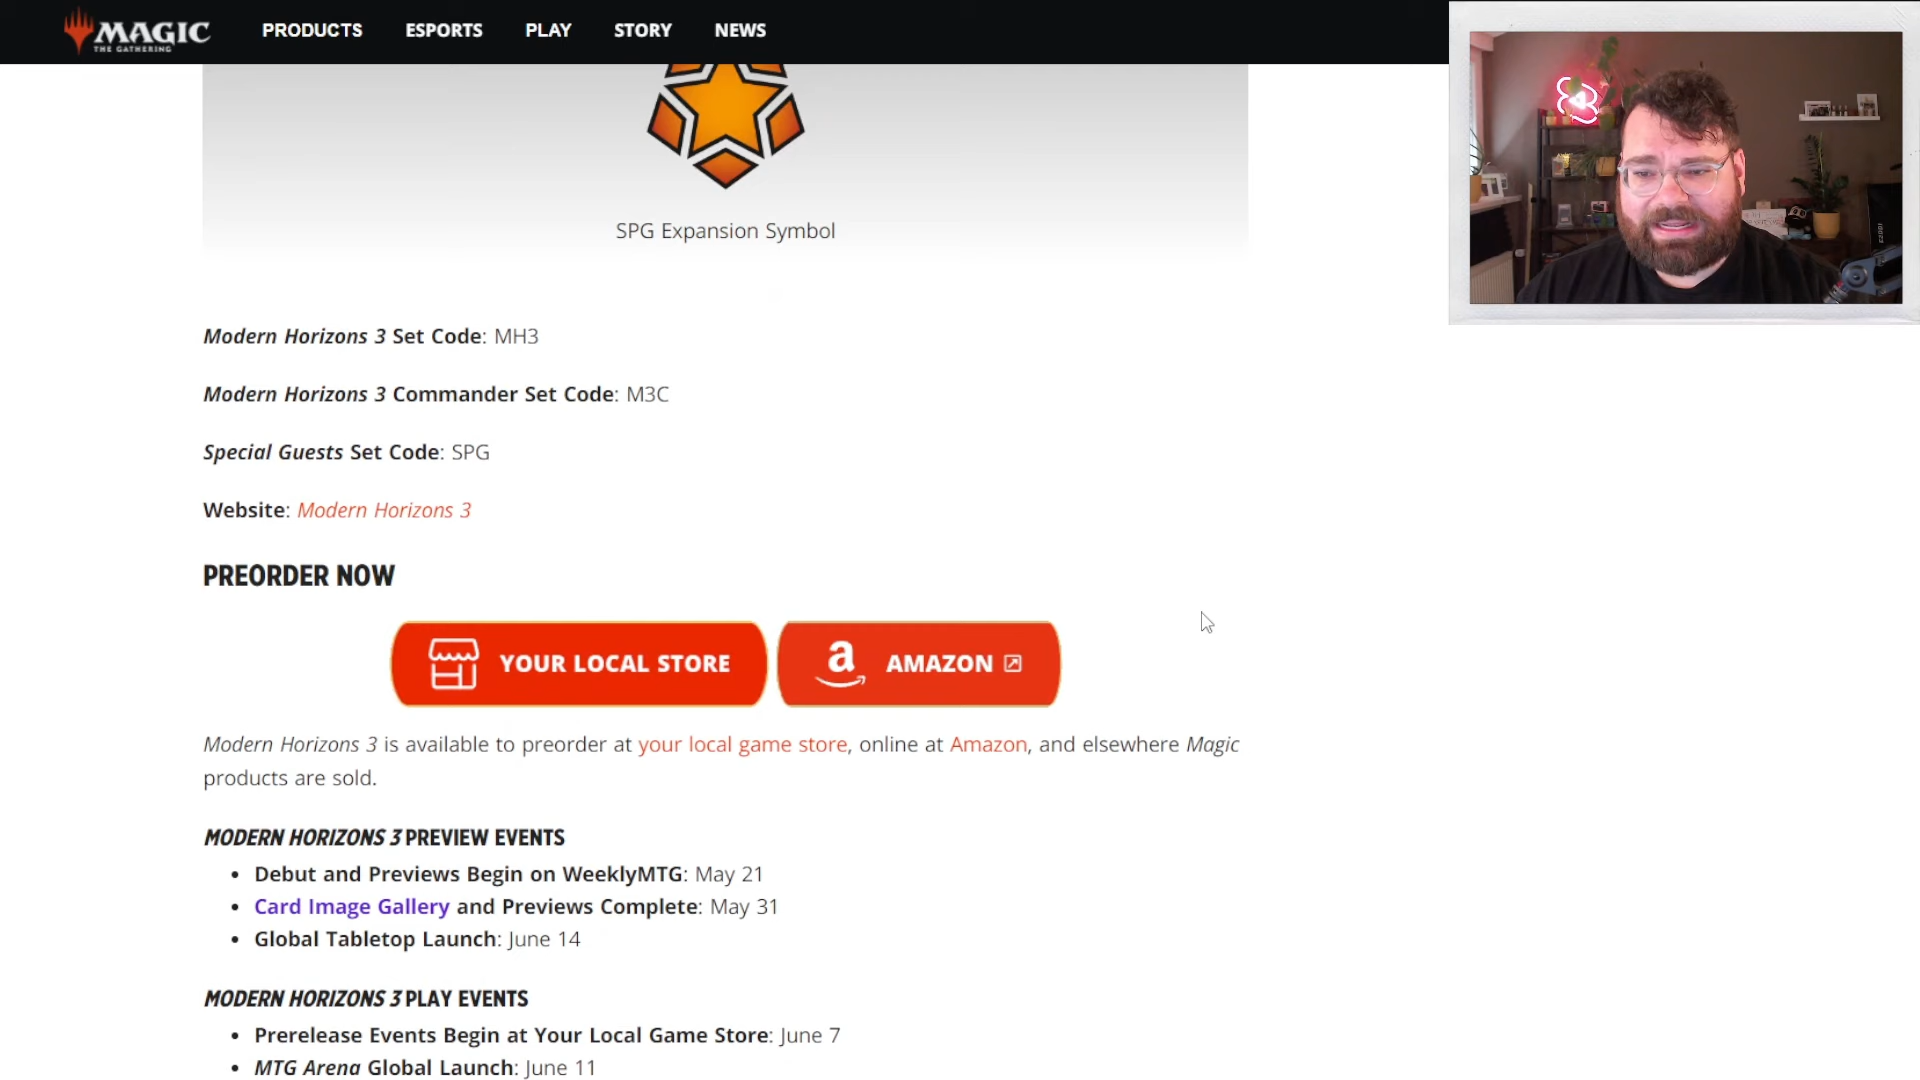 MAGIC
THE GATHERING
PRODUCTS ESPORTS PLAY STORY NEWS
SPG Expansion Symbol
Modern Horizons 3 Set Code: MH3
Modern Horizons 3 Commander Set Code: M3C
Special Guests Set Code: SPG
Website: Modern Horizons 3
PREORDER NOW
YOUR LOCAL STORE
a AMAZON
Modern Horizons 3 is available to preorder at your local game store, online at Amazon, and elsewhere Magic
products are sold.
MODERN HORIZONS 3 PREVIEW EVENTS
• Debut and Previews Begin on WeeklyMTG: May 21
• Card Image Gallery and Previews Complete: May 31
• Global Tabletop Launch: June 14
MODERN HORIZONS 3 PLAY EVENTS
• Prerelease Events Begin at Your Local Game Store: June 7
• MTG Arena Global Launch: June 11